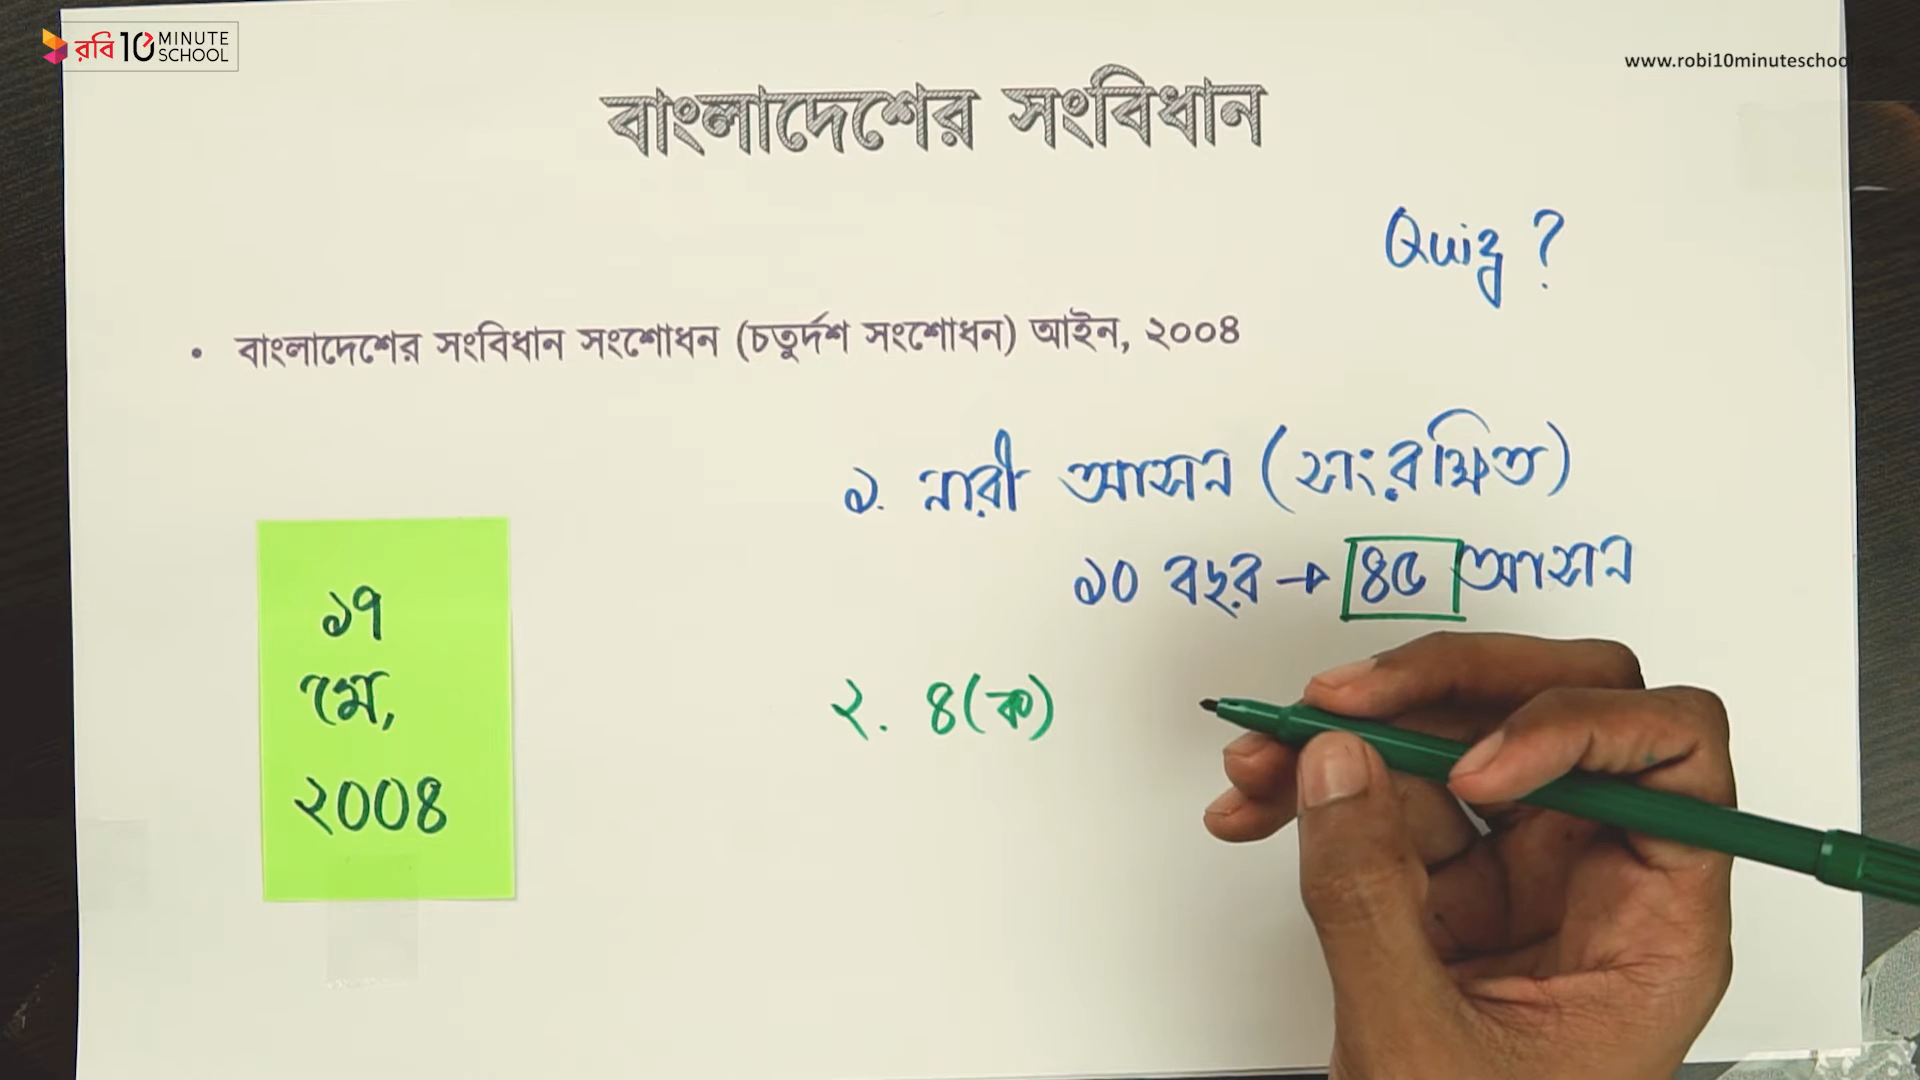 রবি 10 MINUTE SCHOOL
www.robi10minuteschool
বাংলাদেশের সংবিধান
Quiz ?
• বাংলাদেশের সংবিধান সংশোধন (চতুর্দশ সংশোধন) আইন, ২০০৪
১. নারী আসন (সংরক্ষিত)
১০ বছর → ৪৫ আসন
২. ৪(ক)
১৭
মে,
২০০৪